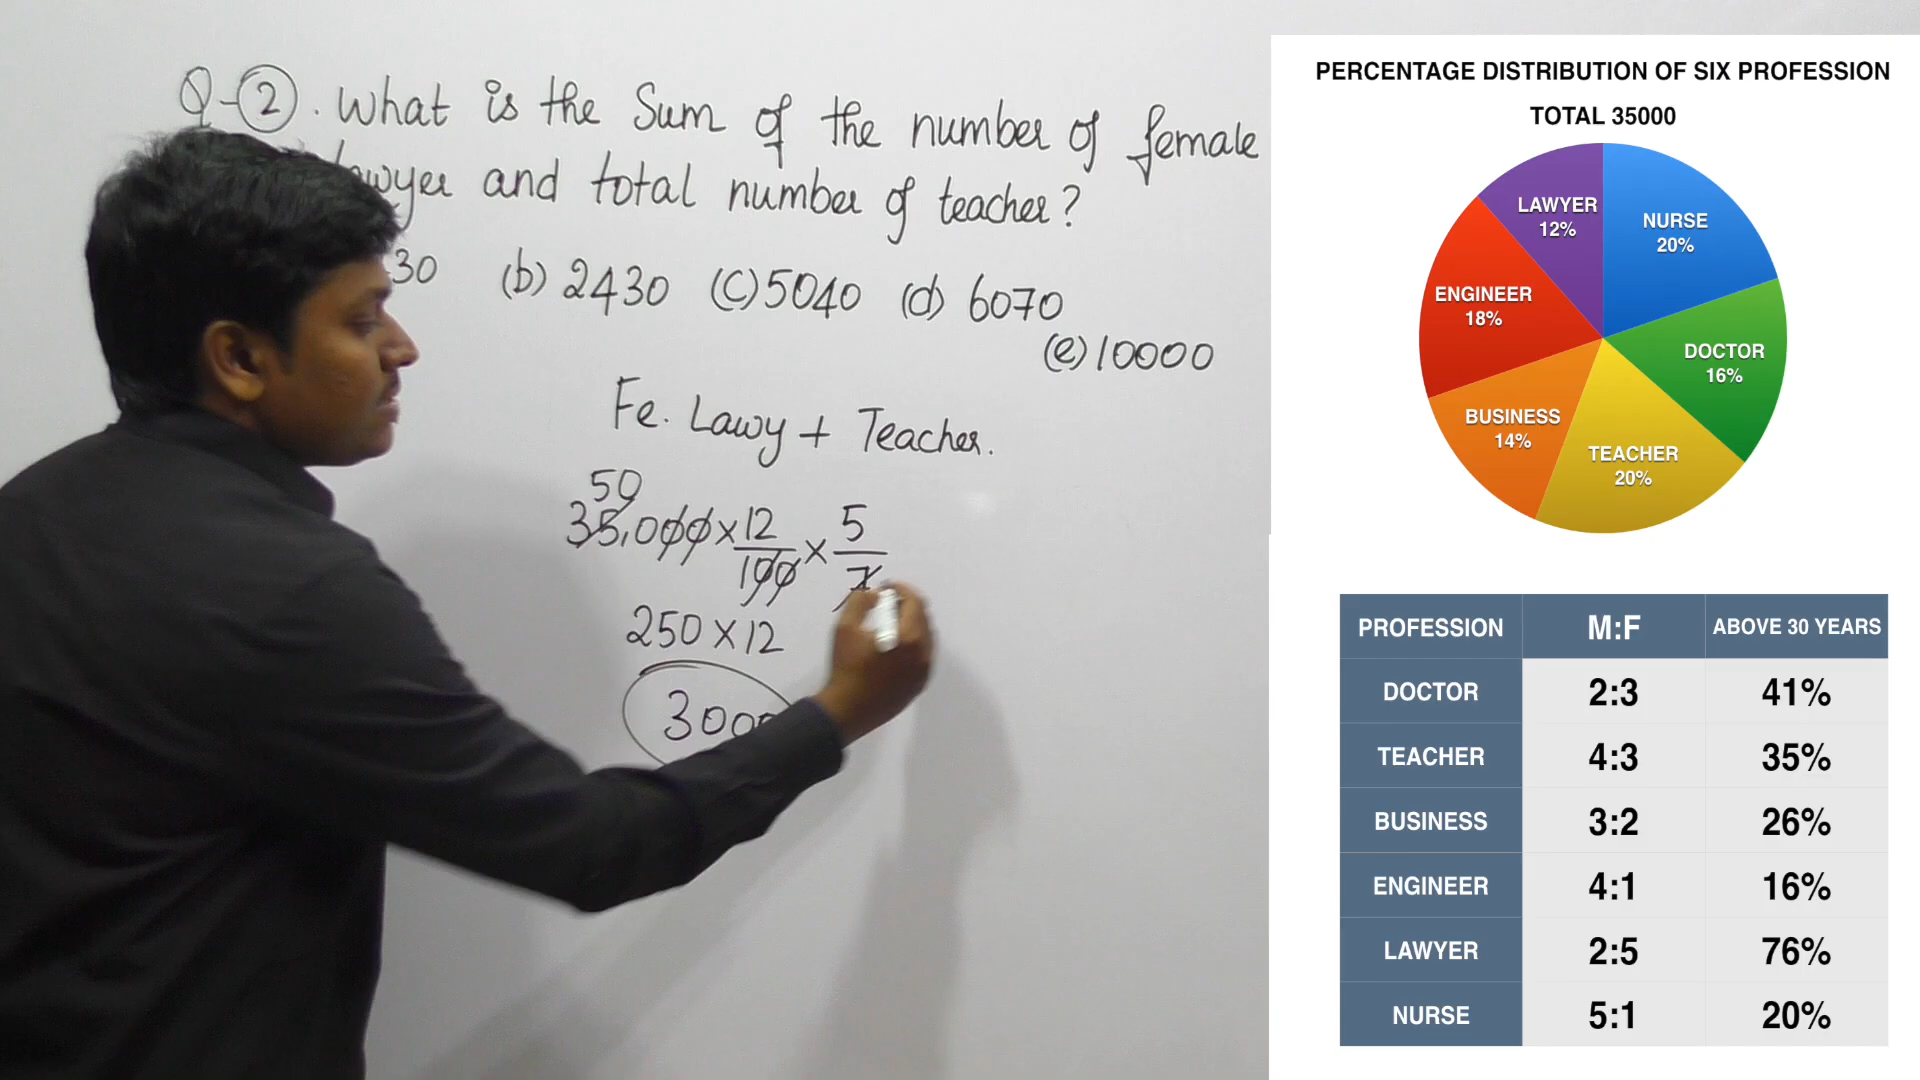 Q-2. What is the Sum of the number of female
lawyer and total number of teacher?
30 (b) 2430 (c) 5040 (d) 6070
(e) 10000
Fe. Lawy + Teacher.
50
35,000 × 12/100 × 5/7
250 × 12
3000
PERCENTAGE DISTRIBUTION OF SIX PROFESSION
TOTAL 35000
LAWYER
12%
NURSE
20%
ENGINEER
18%
DOCTOR
16%
BUSINESS
14%
TEACHER
20%
PROFESSION M:F ABOVE 30 YEARS
DOCTOR 2:3 41%
TEACHER 4:3 35%
BUSINESS 3:2 26%
ENGINEER 4:1 16%
LAWYER 2:5 76%
NURSE 5:1 20%